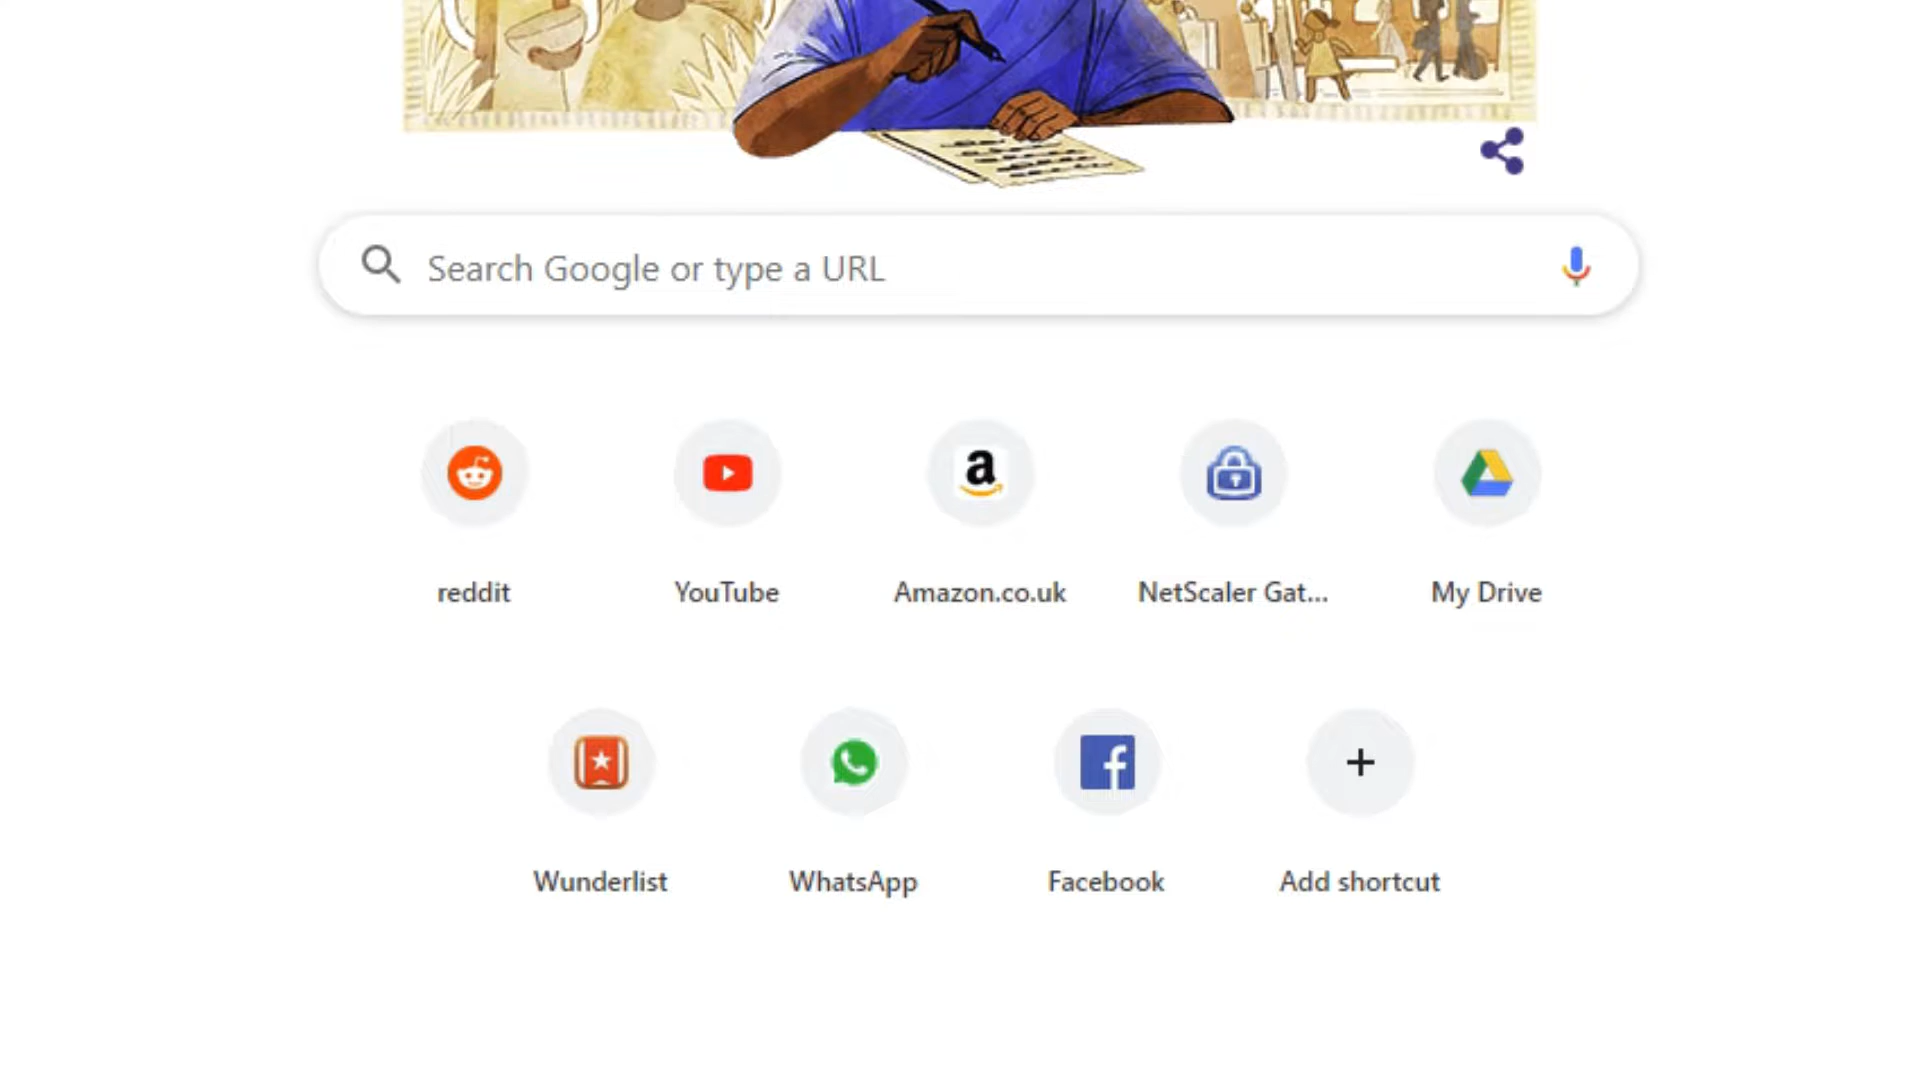 Search Google or type a URL
reddit
YouTube
Amazon.co.uk
NetScaler Gat...
My Drive
Wunderlist
WhatsApp
Facebook
Add shortcut